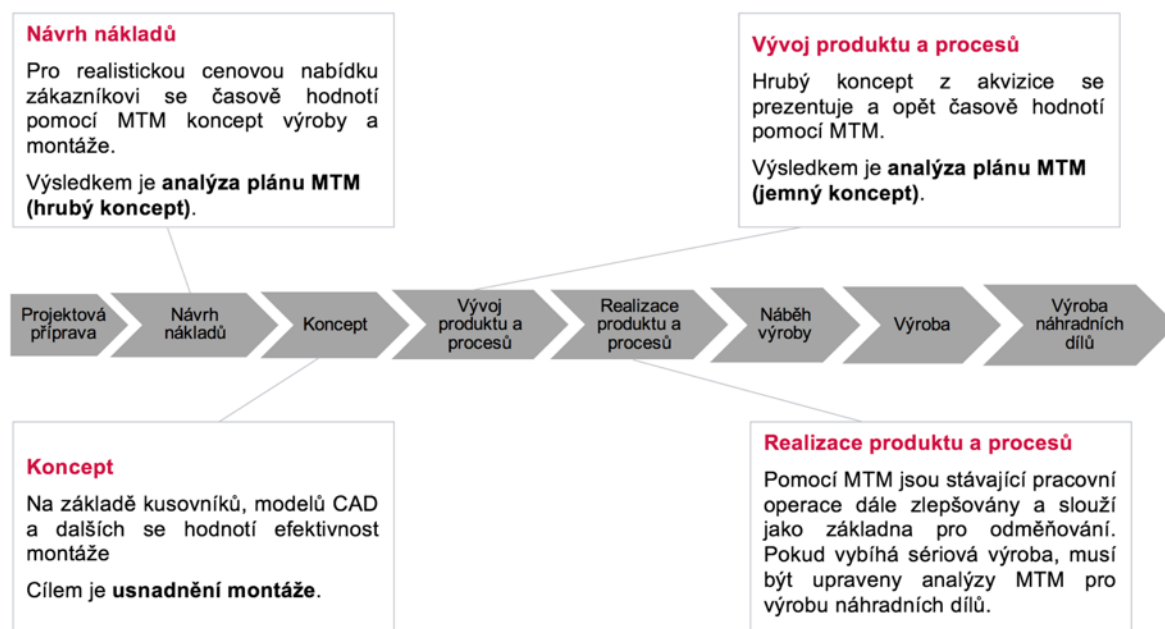 Návrh nákladů
Pro realistickou cenovou nabídku
zákazníkovi se časově hodnotí
pomocí MTM koncept výroby a
montáže.
Výsledkem je analýza plánu MTM
(hrubý koncept).
Vývoj produktu a procesů
Hrubý koncept z akvizice se
prezentuje a opět časově hodnotí
pomocí MTM.
Výsledkem je analýza plánu MTM
(jemný koncept).
Projektová
příprava
Návrh
nákladů
Koncept
Vývoj
produktu a
procesů
Realizace
produktu a
procesů
Náběh
výroby
Výroba
Výroba
náhradních
dílů
Koncept
Na základě kusovníků, modelů CAD
a dalších se hodnotí efektivnost
montáže
Cílem je usnadnění montáže.
Realizace produktu a procesů
Pomocí MTM jsou stávající pracovní
operace dále zlepšovány a slouží
jako základna pro odměňování.
Pokud vybíhá sériová výroba, musí
být upraveny analýzy MTM pro
výrobu náhradních dílů.